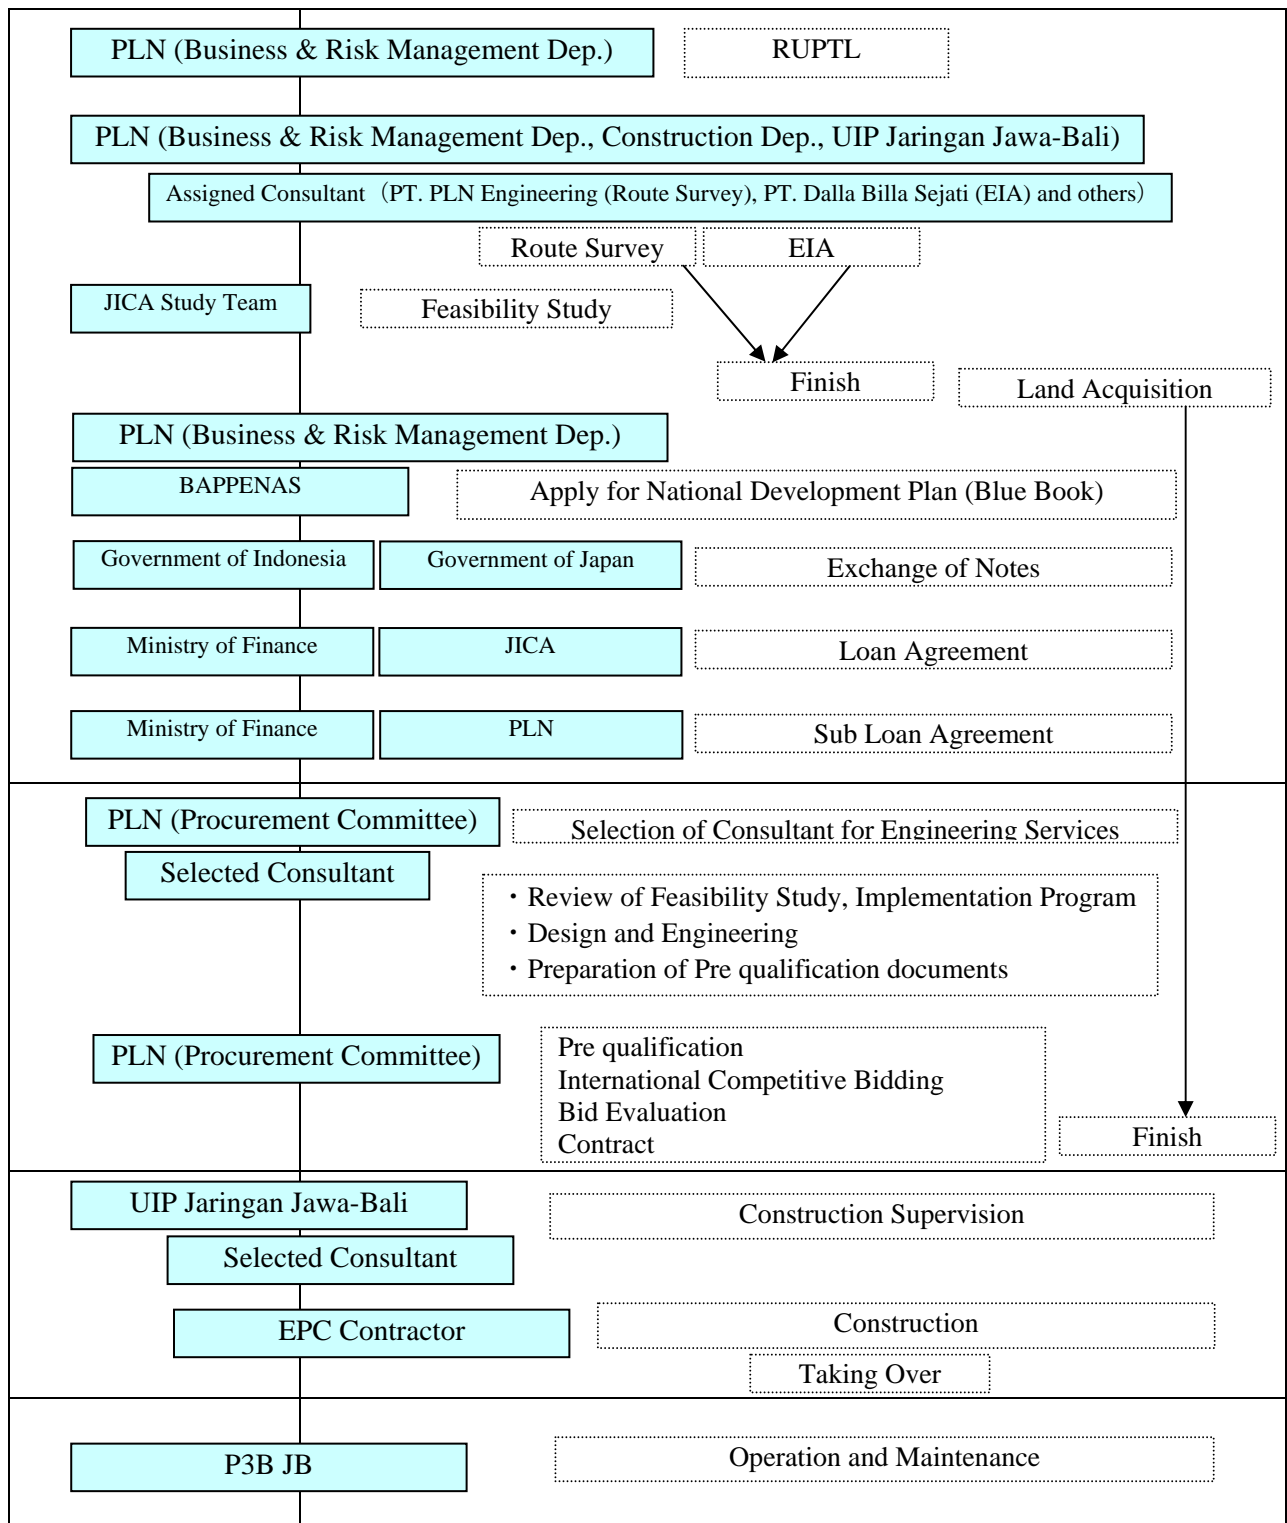 PLN (Business & Risk Management Dep.)
RUPTL
PLN (Business & Risk Management Dep., Construction Dep., UIP Jaringan Jawa-Bali)
Assigned Consultant（PT. PLN Engineering (Route Survey), PT. Dalla Billa Sejati (EIA) and others）
Route Survey
EIA
JICA Study Team
Feasibility Study
Finish
Land Acquisition
PLN (Business & Risk Management Dep.)
BAPPENAS
Apply for National Development Plan (Blue Book)
Government of Indonesia
Government of Japan
Exchange of Notes
Ministry of Finance
JICA
Loan Agreement
Ministry of Finance
PLN
Sub Loan Agreement
PLN (Procurement Committee)
Selection of Consultant for Engineering Services
Selected Consultant
・Review of Feasibility Study, Implementation Program
・Design and Engineering
・Preparation of Pre qualification documents
PLN (Procurement Committee)
Pre qualification
International Competitive Bidding
Bid Evaluation
Contract
Finish
UIP Jaringan Jawa-Bali
Construction Supervision
Selected Consultant
EPC Contractor
Construction
Taking Over
P3B JB
Operation and Maintenance